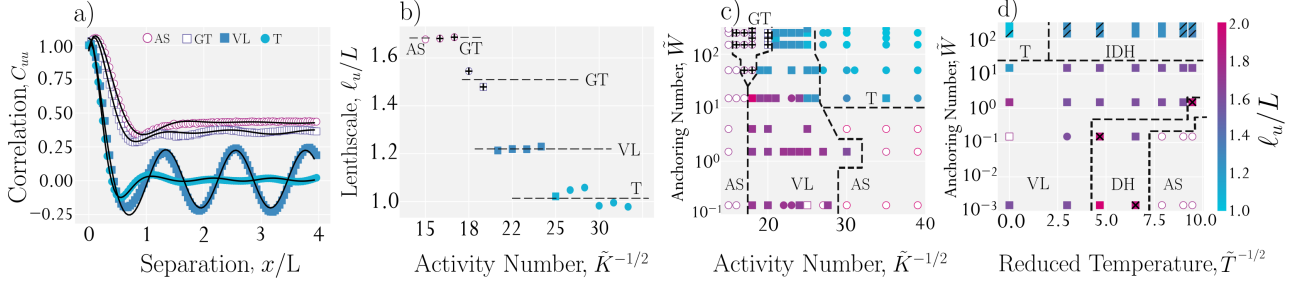 a)
AS GT VL T
1.00
0.75
0.50
0.25
0.00
−0.25
0 1 2 3 4
Correlation, C_uu
Separation, x/L
b)
AS
GT
GT
VL
T
1.6
1.4
1.2
1.0
15 18 22 26 30
Lenthscale, ℓ_u/L
Activity Number, K̃^{-1/2}
c)
GT
T
AS VL AS
10^2
10^1
10^0
10^{-1}
20 30 40
Anchoring Number, W̃
Activity Number, K̃^{-1/2}
d)
T IDH
VL DH AS
10^2
10^1
10^0
10^{-1}
10^{-2}
10^{-3}
0.0 2.5 5.0 7.5 10.0
Anchoring Number, W̃
Reduced Temperature, T̃^{-1/2}
2.0
1.8
1.6
1.4
1.2
1.0
ℓ_u/L